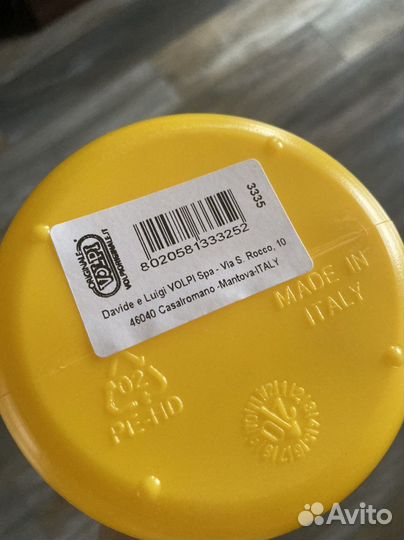 ORIGINALE
VOLPI
VOLPIORIGINALE.IT
3335
8020581333252
Davide e Luigi VOLPI Spa - Via S. Rocco, 10
46040 Casalromano -Mantova-ITALY
MADE IN
ITALY
02
PE-HD
Avito